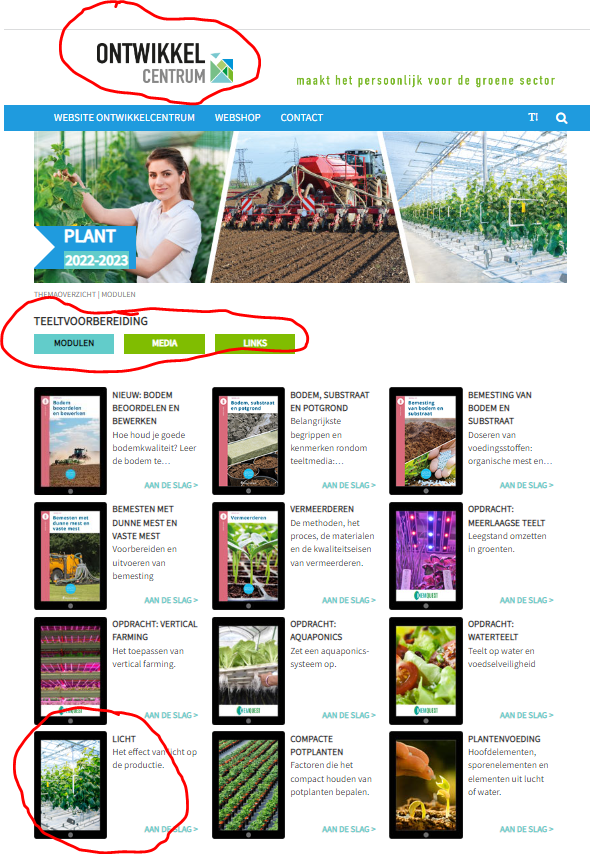 ONTWIKKEL
CENTRUM
maakt het persoonlijk voor de groene sector
WEBSITE ONTWIKKELCENTRUM WEBSHOP CONTACT
PLANT
2022-2023
THEMAOVERZICHT | MODULEN
TEELTVOORBEREIDING
MODULEN MEDIA LINKS
Bodem
beoordelen
en bewerken
NIEUW: BODEM
BEOORDELEN EN
BEWERKEN
Hoe houd je goede
bodemkwaliteit? Leer
de bodem te...
AAN DE SLAG >
Bodem, substraat
en potgrond
BODEM, SUBSTRAAT
EN POTGROND
Belangrijkste
begrippen en
kenmerken rondom
teeltmedia:...
AAN DE SLAG >
Bemesting
van bodem en
substraat
BEMESTING VAN
BODEM EN
SUBSTRAAT
Doseren van
voedingsstoffen:
organische mest en...
AAN DE SLAG >
Bemesten met
dunne mest en
vaste mest
BEMESTEN MET
DUNNE MEST EN
VASTE MEST
Voorbereiden en
uitvoeren van
bemesting
AAN DE SLAG >
Vermeerderen
VERMEERDEREN
De methoden, het
proces, de materialen
en de kwaliteitseisen
van vermeerderen.
AAN DE SLAG >
OPDRACHT:
MEERLAAGSE TEELT
Leegstand omzetten
in groenten.
AAN DE SLAG >
OPDRACHT: VERTICAL
FARMING
Het toepassen van
vertical farming.
AAN DE SLAG >
OPDRACHT:
AQUAPONICS
Zet een aquaponics-
systeem op.
AAN DE SLAG >
OPDRACHT:
WATERTEELT
Teelt op water en
voedselveiligheid
AAN DE SLAG >
LICHT
Het effect van licht op
de productie.
AAN DE SLAG >
COMPACTE
POTPLANTEN
Factoren die het
compact houden van
potplanten bepalen.
AAN DE SLAG >
PLANTENVOEDING
Hoofdelementen,
sporenelementen en
elementen uit lucht
of water.
AAN DE SLAG >